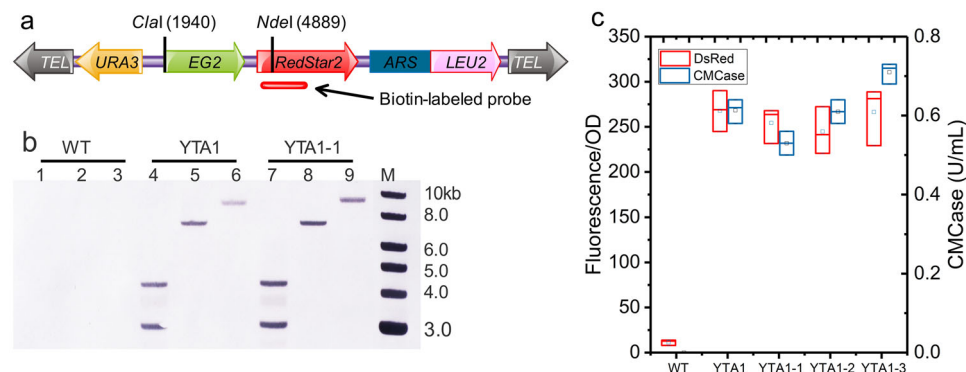 a
ClaI (1940)
NdeI (4889)
TEL
URA3
EG2
RedStar2
ARS
LEU2
TEL
Biotin-labeled probe
b
WT
YTA1
YTA1-1
1 2 3 4 5 6 7 8 9 M
10kb
8.0
6.0
5.0
4.0
3.0
c
DsRed
CMCase
Fluorescence/OD
350
300
250
200
150
100
50
0
CMCase (U/mL)
0.8
0.6
0.4
0.2
0.0
WT YTA1 YTA1-1 YTA1-2 YTA1-3